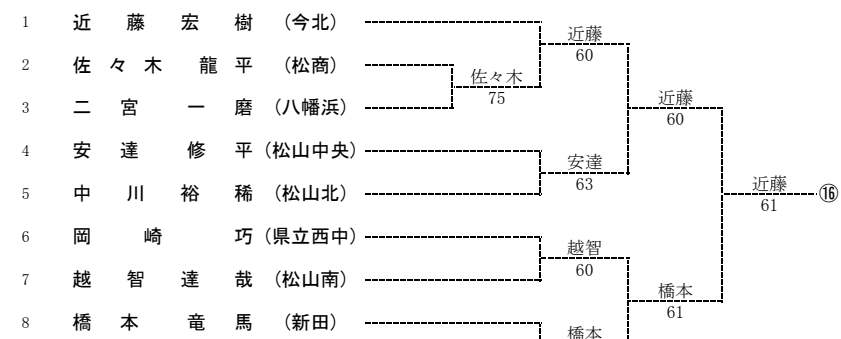 1 近藤宏樹 (今北)
近藤
60
2 佐々木龍平 (松商)
佐々木
75
3 二宮一磨 (八幡浜)
近藤
60
4 安達修平 (松山中央)
安達
63
5 中川裕稀 (松山北)
近藤
61
⑯
6 岡崎巧 (県立西中)
越智
60
7 越智達哉 (松山南)
橋本
61
8 橋本竜馬 (新田)
橋本